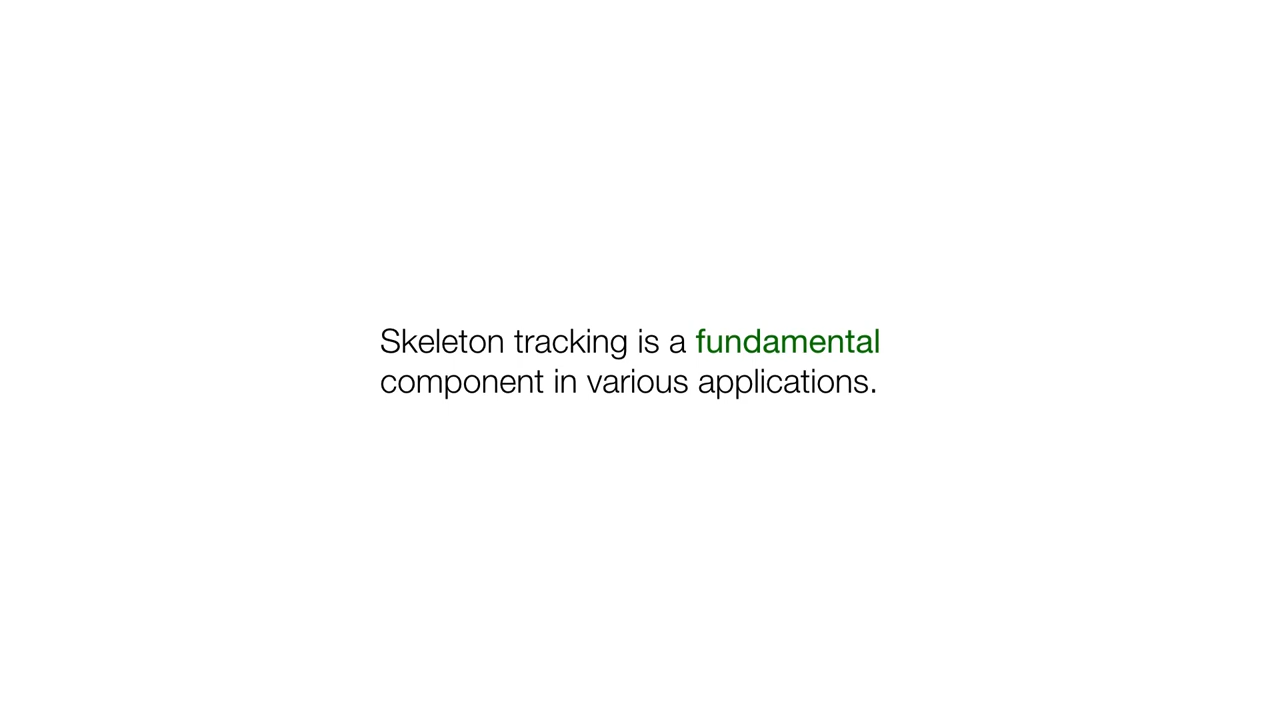 Skeleton tracking is a fundamental
component in various applications.